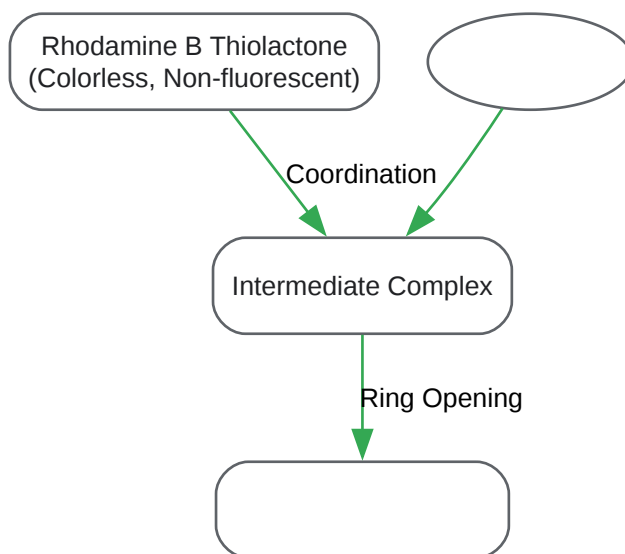 Rhodamine B Thiolactone
(Colorless, Non-fluorescent)
Coordination
Intermediate Complex
Ring Opening